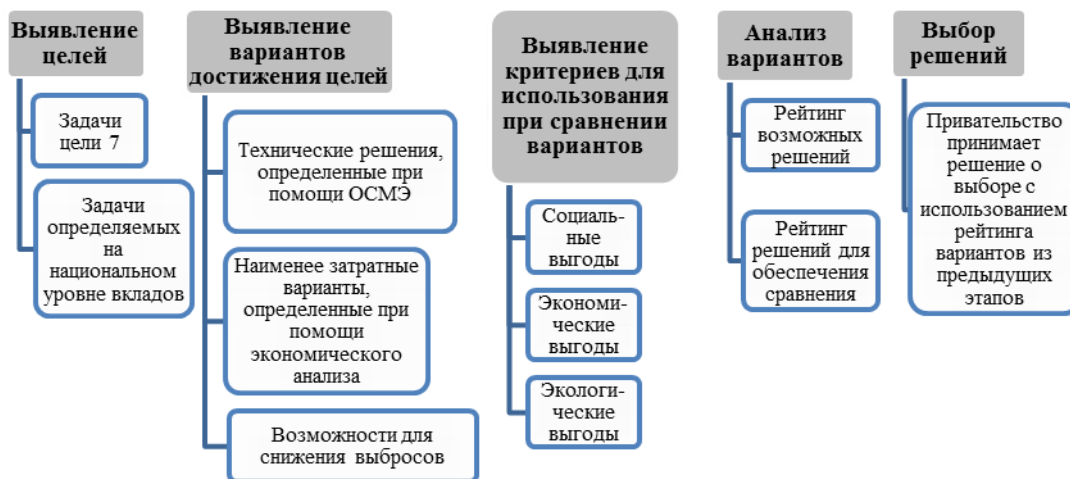 Выявление
целей
Задачи
цели 7
Задачи
определяемых
на
национальном
уровне вкладов
Выявление
вариантов
достижения целей
Технические решения,
определенные при
помощи ОСМЭ
Наименее затратные
варианты,
определенные при
помощи
экономического
анализа
Возможности для
снижения выбросов
Выявление
критериев для
использования
при сравнении
вариантов
Социаль-
ные
выгоды
Экономи-
ческие
выгоды
Экологи-
ческие
выгоды
Анализ
вариантов
Рейтинг
возможных
решений
Рейтинг
решений для
обеспечения
сравнения
Выбор
решений
Привательство
принимает
решение о
выборе с
использованием
рейтинга
вариантов из
предыдущих
этапов